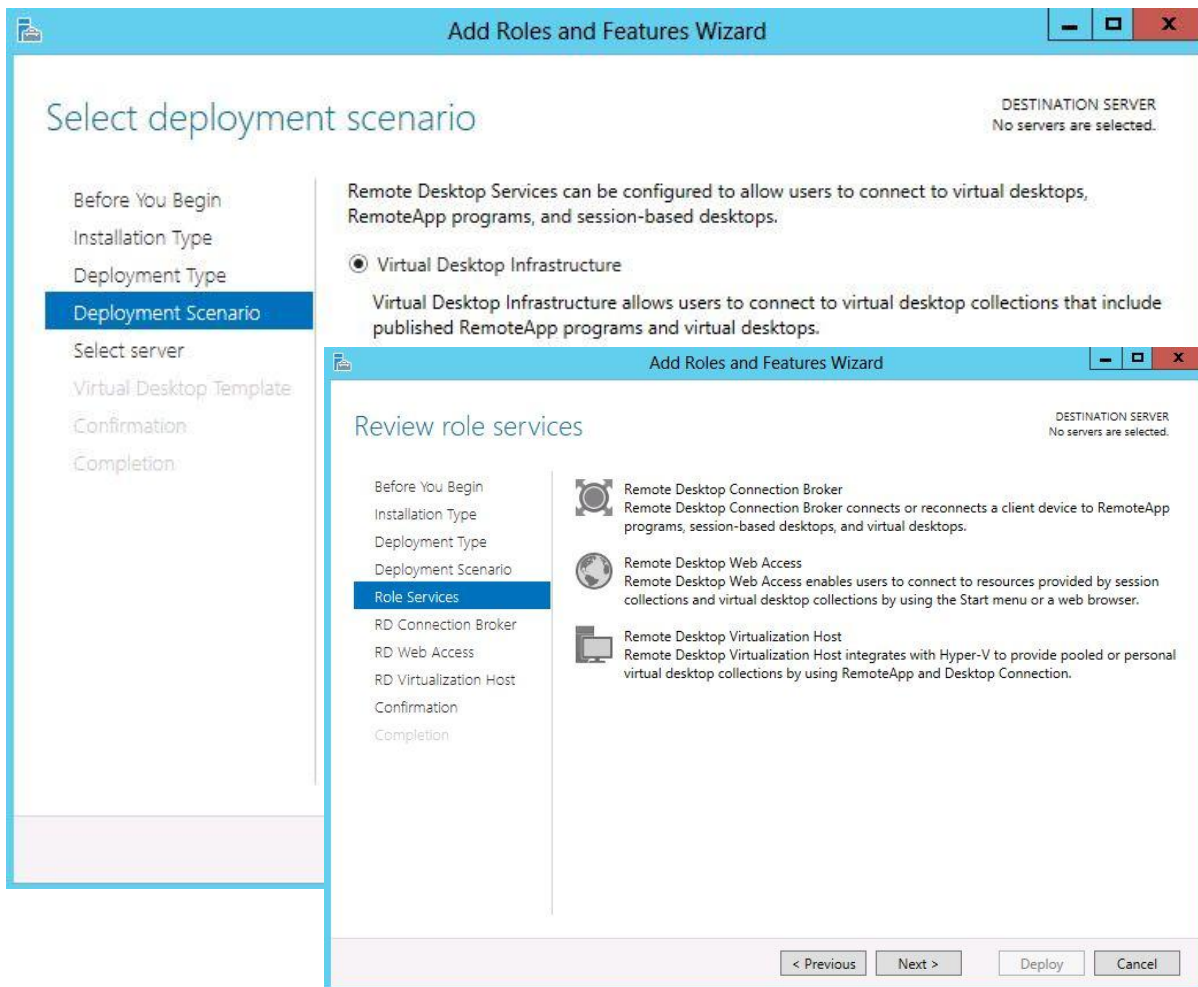 Add Roles and Features Wizard
Select deployment scenario
DESTINATION SERVER
No servers are selected.
Before You Begin
Installation Type
Deployment Type
Deployment Scenario
Select server
Virtual Desktop Template
Confirmation
Completion
Remote Desktop Services can be configured to allow users to connect to virtual desktops,
RemoteApp programs, and session-based desktops.
Virtual Desktop Infrastructure
Virtual Desktop Infrastructure allows users to connect to virtual desktop collections that include
published RemoteApp programs and virtual desktops.
Add Roles and Features Wizard
Review role services
DESTINATION SERVER
No servers are selected.
Before You Begin
Installation Type
Deployment Type
Deployment Scenario
Role Services
RD Connection Broker
RD Web Access
RD Virtualization Host
Confirmation
Completion
Remote Desktop Connection Broker
Remote Desktop Connection Broker connects or reconnects a client device to RemoteApp
programs, session-based desktops, and virtual desktops.
Remote Desktop Web Access
Remote Desktop Web Access enables users to connect to resources provided by session
collections and virtual desktop collections by using the Start menu or a web browser.
Remote Desktop Virtualization Host
Remote Desktop Virtualization Host integrates with Hyper-V to provide pooled or personal
virtual desktop collections by using RemoteApp and Desktop Connection.
< Previous Next > Deploy Cancel